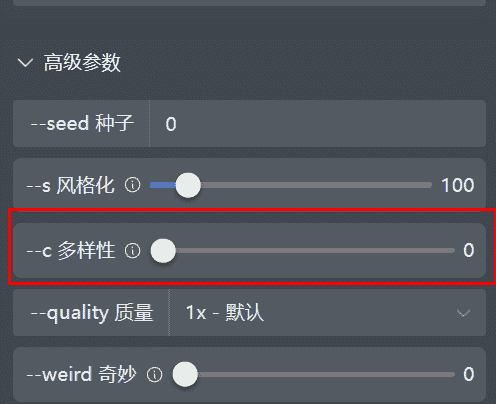 高级参数
--seed 种子 0
--s 风格化 100
--c 多样性 0
--quality 质量 1x - 默认
--weird 奇妙 0